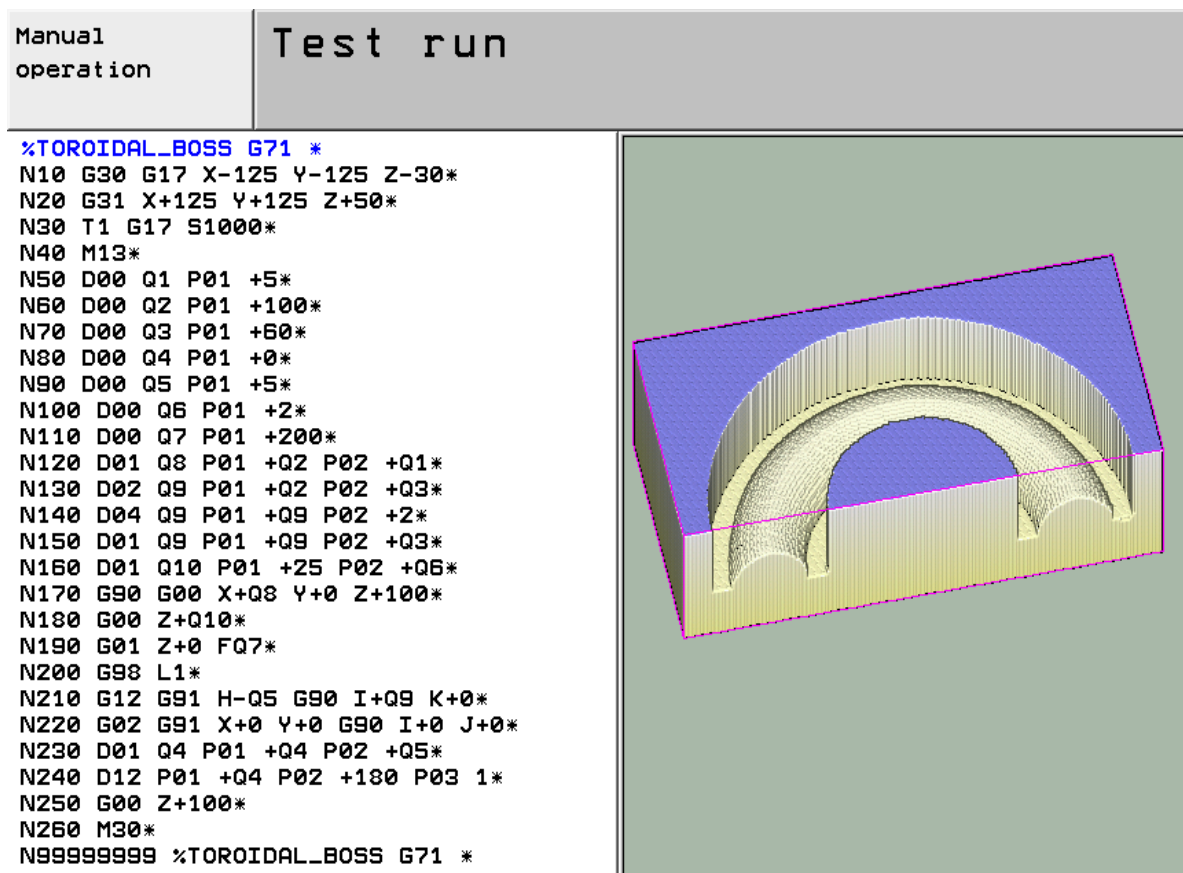 Manual
operation
Test run
%TOROIDAL_BOSS G71 *
N10 G30 G17 X-125 Y-125 Z-30*
N20 G31 X+125 Y+125 Z+50*
N30 T1 G17 S1000*
N40 M13*
N50 D00 Q1 P01 +5*
N60 D00 Q2 P01 +100*
N70 D00 Q3 P01 +60*
N80 D00 Q4 P01 +0*
N90 D00 Q5 P01 +5*
N100 D00 Q6 P01 +2*
N110 D00 Q7 P01 +200*
N120 D01 Q8 P01 +Q2 P02 +Q1*
N130 D02 Q9 P01 +Q2 P02 +Q3*
N140 D04 Q9 P01 +Q9 P02 +2*
N150 D01 Q9 P01 +Q9 P02 +Q3*
N160 D01 Q10 P01 +25 P02 +Q6*
N170 G90 G00 X+Q8 Y+0 Z+100*
N180 G00 Z+Q10*
N190 G01 Z+0 FQ7*
N200 G98 L1*
N210 G12 G91 H-Q5 G90 I+Q9 K+0*
N220 G02 G91 X+0 Y+0 G90 I+0 J+0*
N230 D01 Q4 P01 +Q4 P02 +Q5*
N240 D12 P01 +Q4 P02 +180 P03 1*
N250 G00 Z+100*
N260 M30*
N99999999 %TOROIDAL_BOSS G71 *